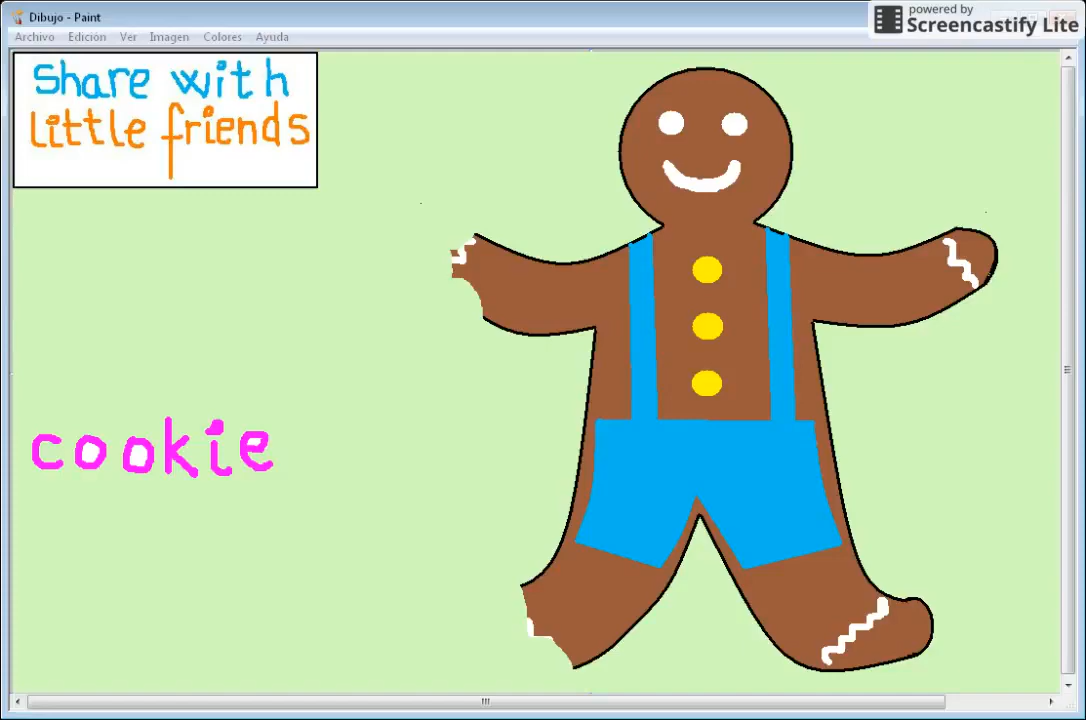 Dibujo - Paint
powered by
Screencastify Lite
Archivo Edición Ver Imagen Colores Ayuda
Share with
little friends
cookie